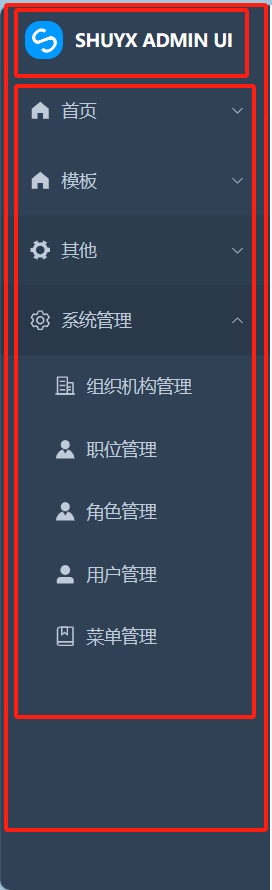 SHUYX ADMIN UI
首页
模板
其他
系统管理
组织机构管理
职位管理
角色管理
用户管理
菜单管理